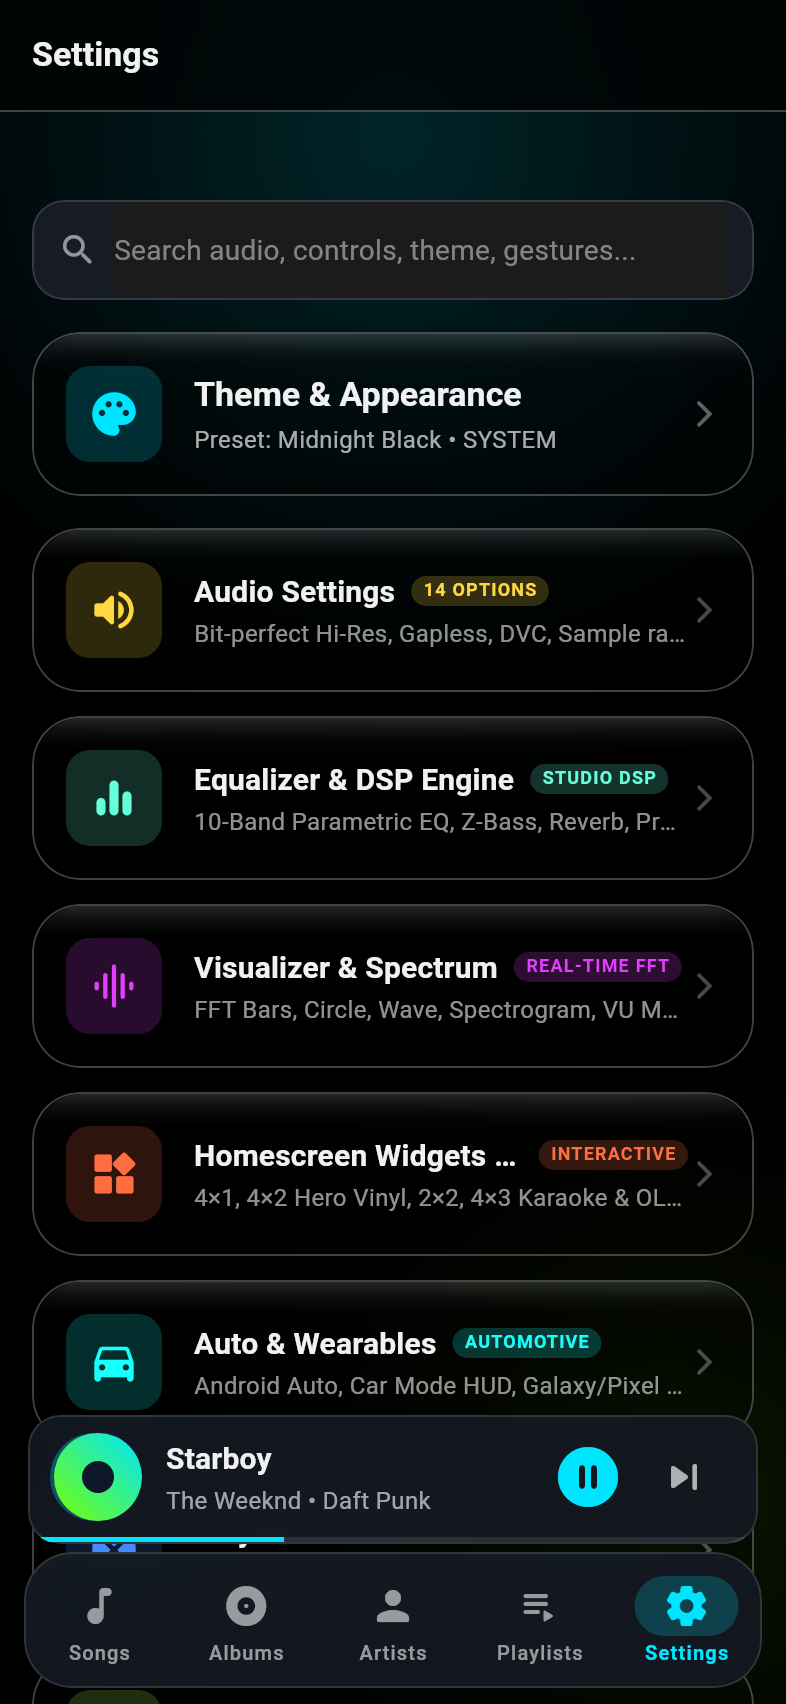 Settings
Search audio, controls, theme, gestures...
Theme & Appearance
Preset: Midnight Black • SYSTEM
Audio Settings
14 OPTIONS
Bit-perfect Hi-Res, Gapless, DVC, Sample ra…
Equalizer & DSP Engine
STUDIO DSP
10-Band Parametric EQ, Z-Bass, Reverb, Pr…
Visualizer & Spectrum
REAL-TIME FFT
FFT Bars, Circle, Wave, Spectrogram, VU M…
Homescreen Widgets …
INTERACTIVE
4×1, 4×2 Hero Vinyl, 2×2, 4×3 Karaoke & OL…
Auto & Wearables
AUTOMOTIVE
Android Auto, Car Mode HUD, Galaxy/Pixel …
Starboy
The Weeknd • Daft Punk
Songs
Albums
Artists
Playlists
Settings